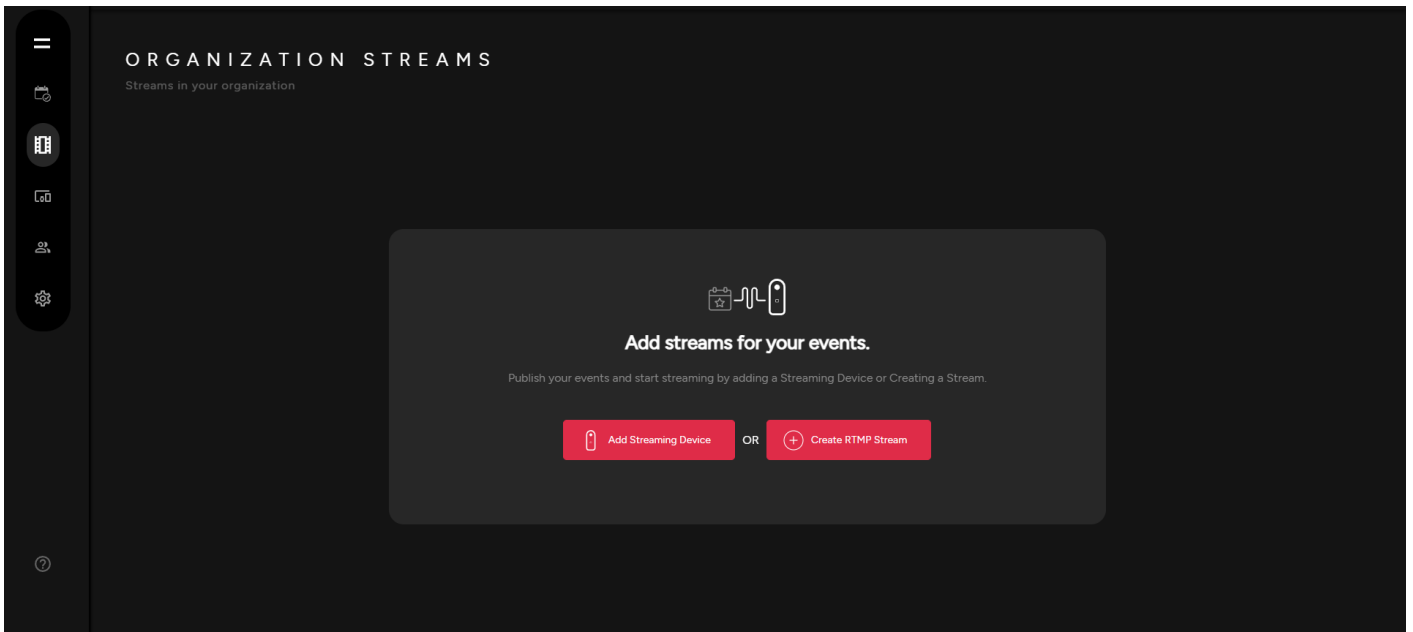 ORGANIZATION STREAMS
Streams in your organization
Add streams for your events.
Publish your events and start streaming by adding a Streaming Device or Creating a Stream.
Add Streaming Device OR Create RTMP Stream